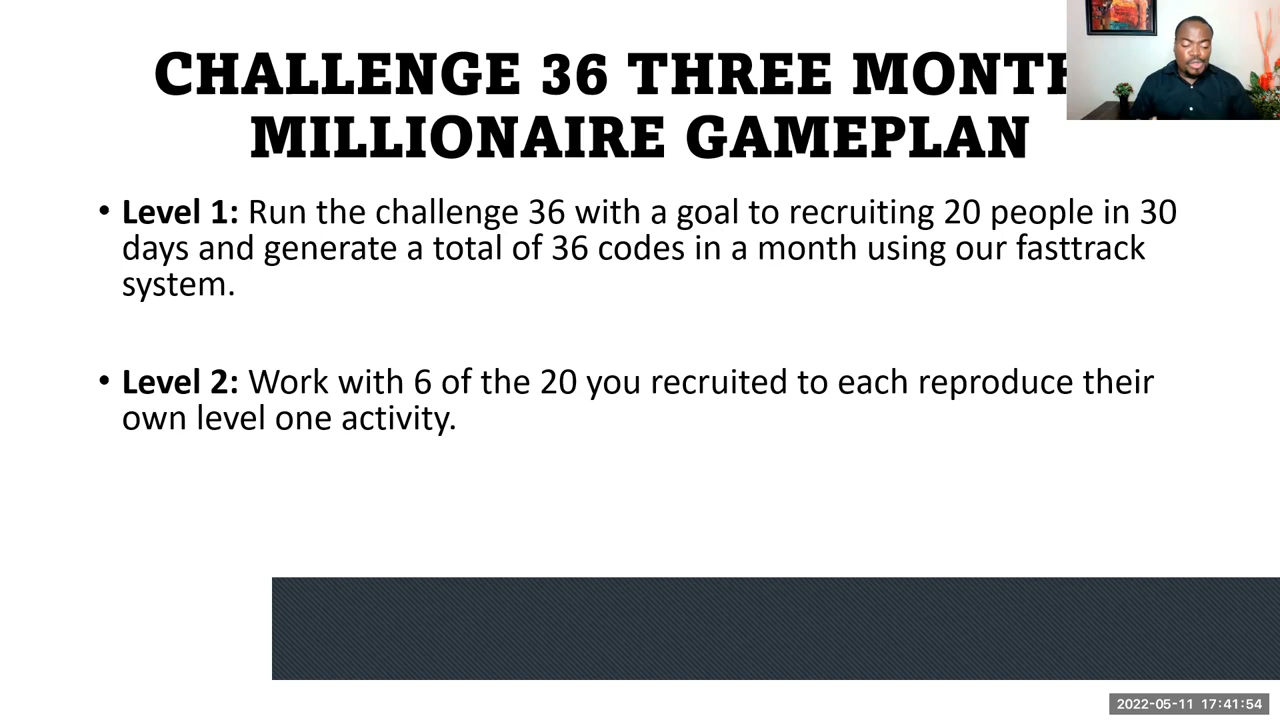 CHALLENGE 36 THREE MONTH
MILLIONAIRE GAMEPLAN
• Level 1: Run the challenge 36 with a goal to recruiting 20 people in 30
days and generate a total of 36 codes in a month using our fasttrack
system.
• Level 2: Work with 6 of the 20 you recruited to each reproduce their
own level one activity.
2022-05-11 17:41:54